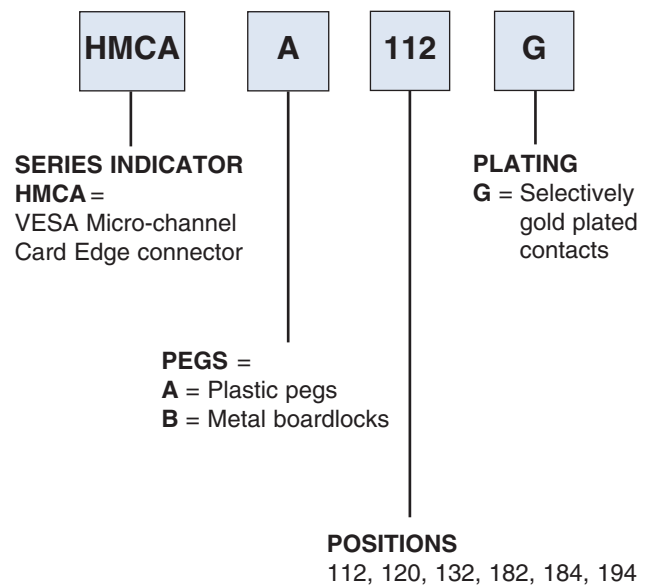 HMCA A 112 G
SERIES INDICATOR
HMCA =
VESA Micro-channel
Card Edge connector
PLATING
G = Selectively
gold plated
contacts
PEGS =
A = Plastic pegs
B = Metal boardlocks
POSITIONS
112, 120, 132, 182, 184, 194